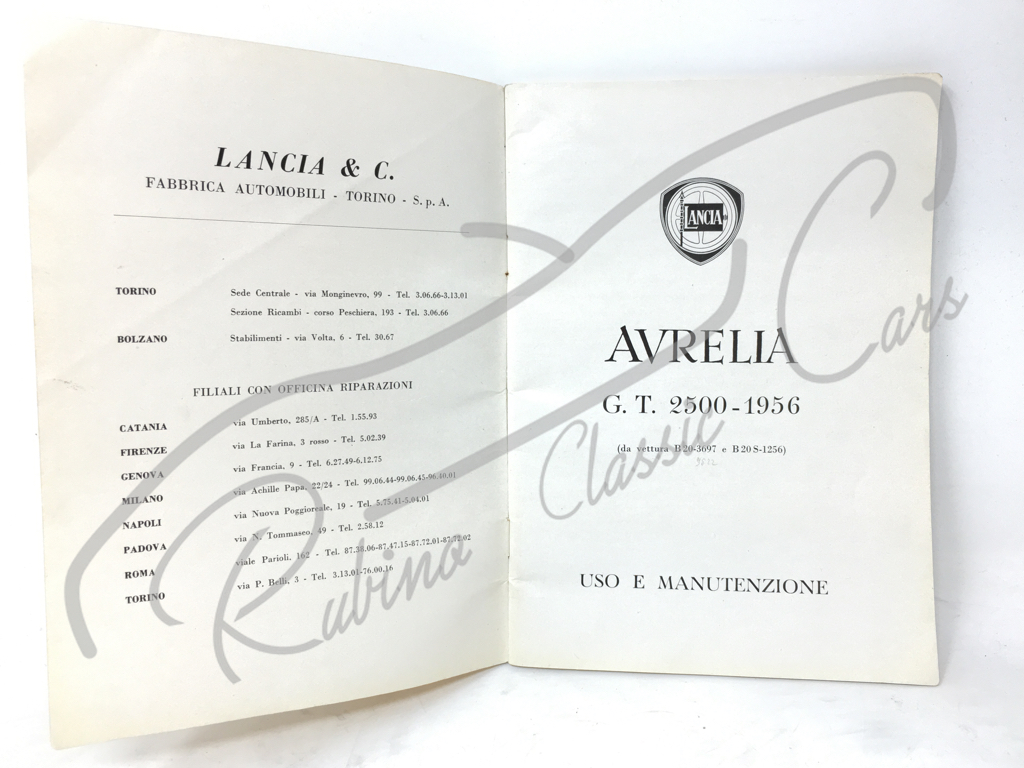 LANCIA & C.
FABBRICA AUTOMOBILI - TORINO - S. p. A.
TORINO Sede Centrale - via Monginevro, 99 - Tel. 3.06.66-3.13.01
Sezione Ricambi - corso Peschiera, 193 - Tel. 3.06.66
BOLZANO Stabilimenti - via Volta, 6 - Tel. 30.67
FILIALI CON OFFICINA RIPARAZIONI
CATANIA via Umberto, 285/A - Tel. 1.55.93
FIRENZE via La Farina, 3 rosso - Tel. 5.02.39
GENOVA via Francia, 9 - Tel. 6.27.49-6.12.75
MILANO via Achille Papa, 22/24 - Tel. 99.06.44-99.06.45-96.40.01
NAPOLI via Nuova Poggioreale, 19 - Tel. 5.75.41-5.04.01
PADOVA via N. Tommaseo, 49 - Tel. 2.58.12
ROMA viale Parioli, 162 - Tel. 87.38.06-87.47.15-87.72.01-87.72.02
TORINO via P. Belli, 3 - Tel. 3.13.01-76.00.16
LANCIA
AVRELIA
G. T. 2500-1956
(da vettura B20-3697 e B20S-1256)
USO E MANUTENZIONE
Rubino Classic Cars